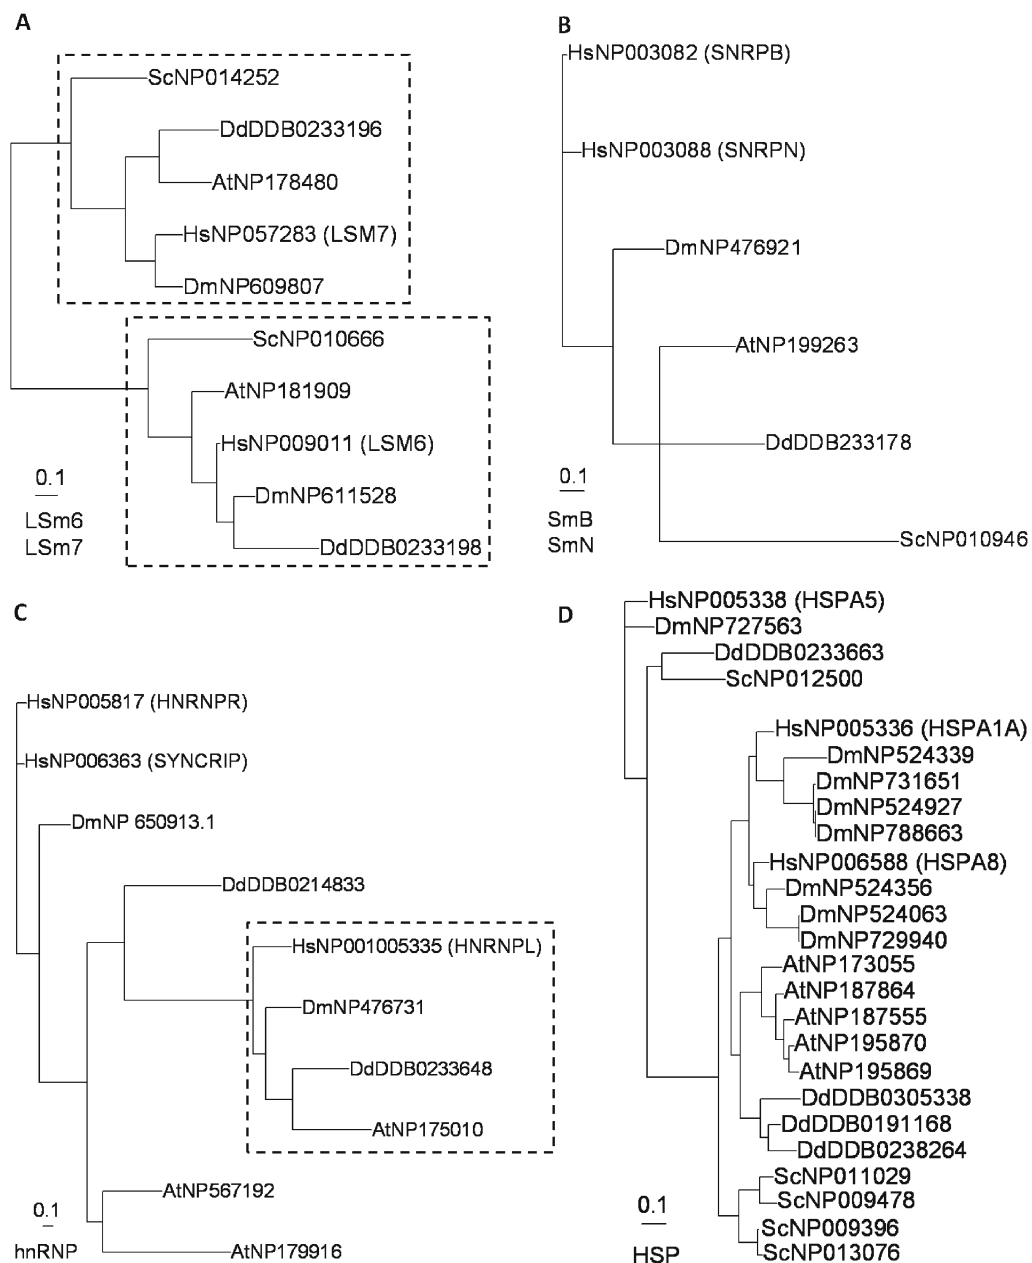 A
ScNP014252
DdDDB0233196
AtNP178480
HsNP057283 (LSM7)
DmNP609807
ScNP010666
AtNP181909
HsNP009011 (LSM6)
DmNP611528
DdDDB0233198
0.1
LSm6
LSm7
B
HsNP003082 (SNRPB)
HsNP003088 (SNRPN)
DmNP476921
AtNP199263
DdDDB233178
ScNP010946
0.1
SmB
SmN
C
HsNP005817 (HNRNPR)
HsNP006363 (SYNCRIP)
DmNP 650913.1
DdDDB0214833
HsNP001005335 (HNRNPL)
DmNP476731
DdDDB0233648
AtNP175010
AtNP567192
AtNP179916
0.1
hnRNP
D
HsNP005338 (HSPA5)
DmNP727563
DdDDB0233663
ScNP012500
HsNP005336 (HSPA1A)
DmNP524339
DmNP731651
DmNP524927
DmNP788663
HsNP006588 (HSPA8)
DmNP524356
DmNP524063
DmNP729940
AtNP173055
AtNP187864
AtNP187555
AtNP195870
AtNP195869
DdDDB0305338
DdDDB0191168
DdDDB0238264
ScNP011029
ScNP009478
ScNP009396
ScNP013076
0.1
HSP